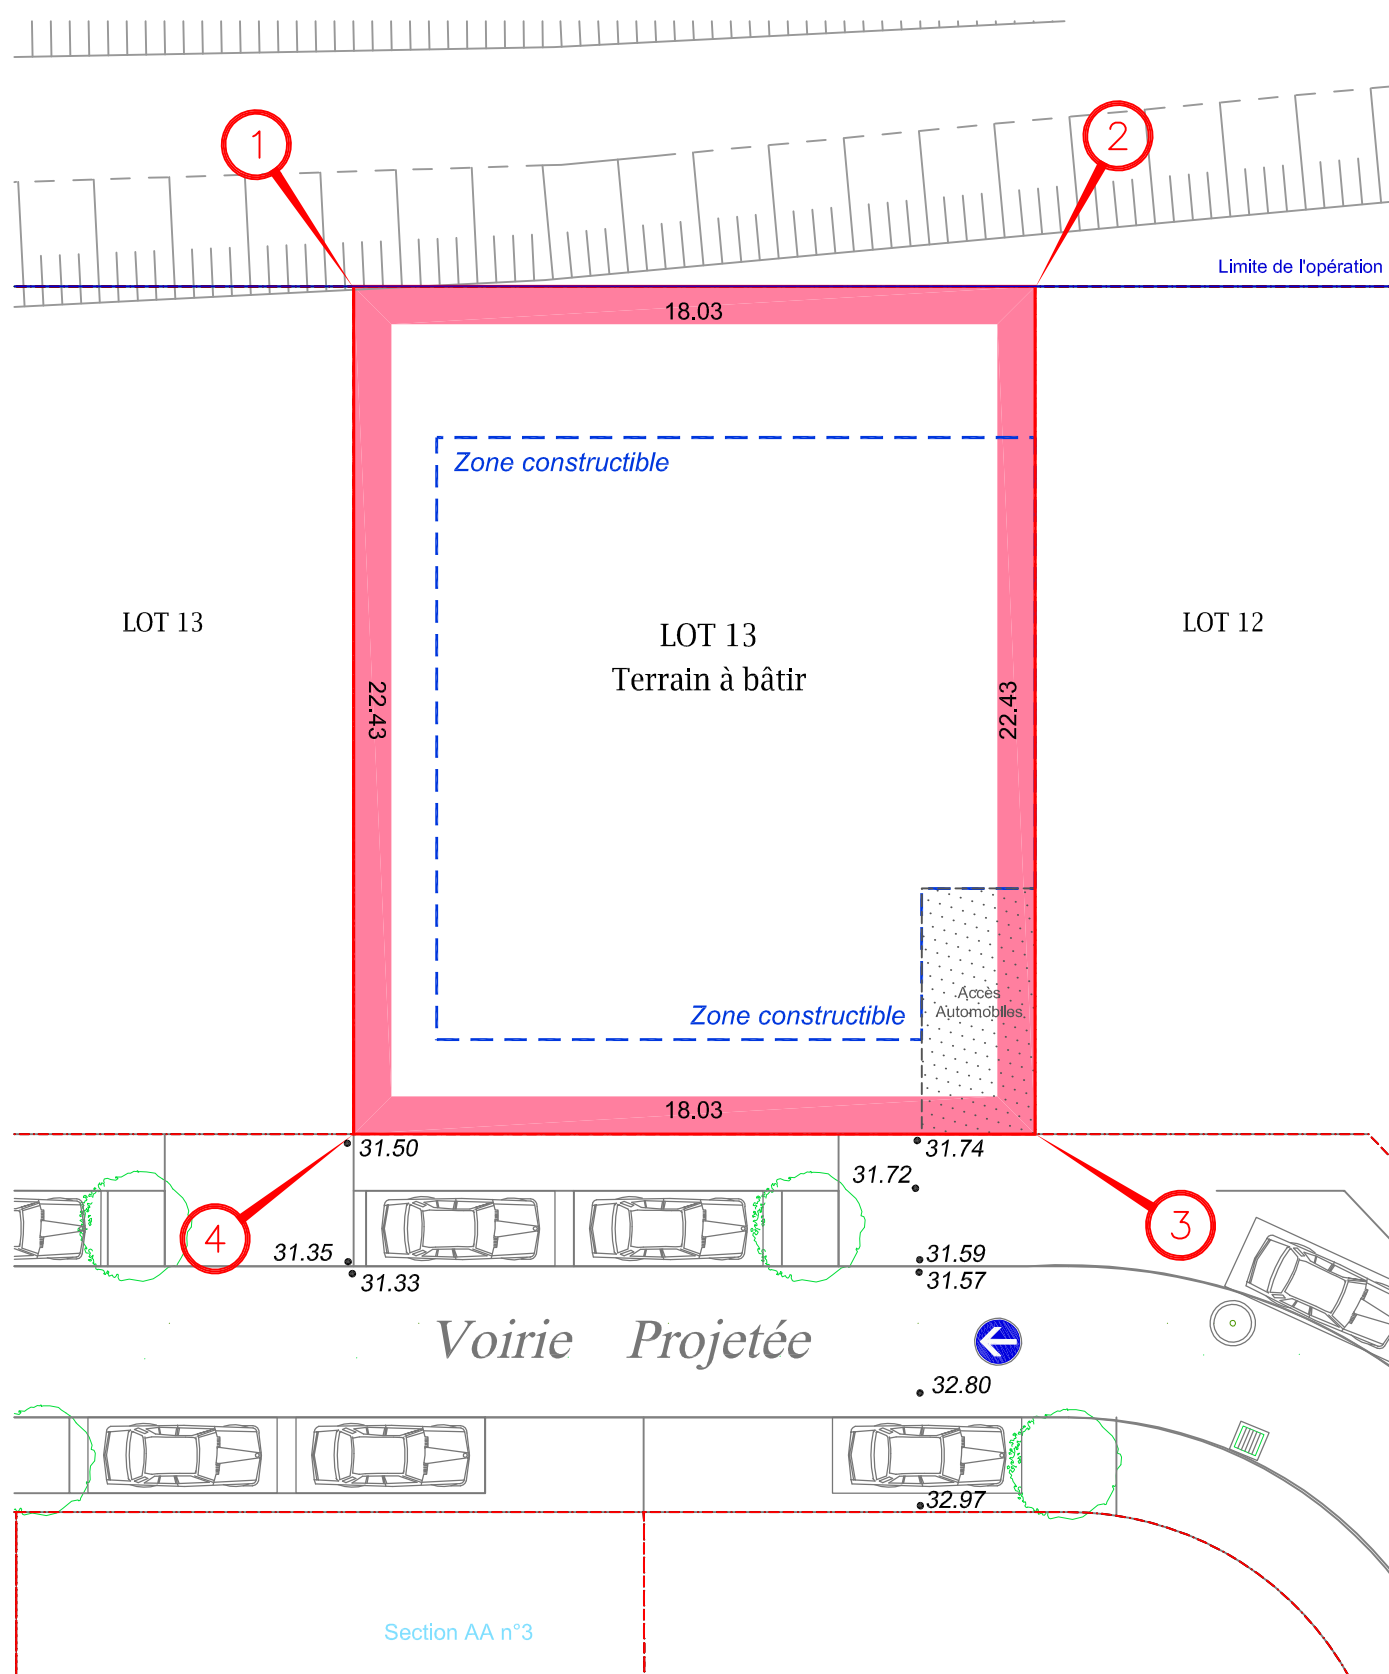 1
2
Limite de l'opération
18.03
Zone constructible
LOT 13
LOT 13
Terrain à bâtir
LOT 12
22.43
22.43
Accès
Automobiles
Zone constructible
18.03
31.50
31.74
31.72
4
3
31.35
31.33
31.59
31.57
Voirie Projetée
32.80
32.97
Section AA n°3